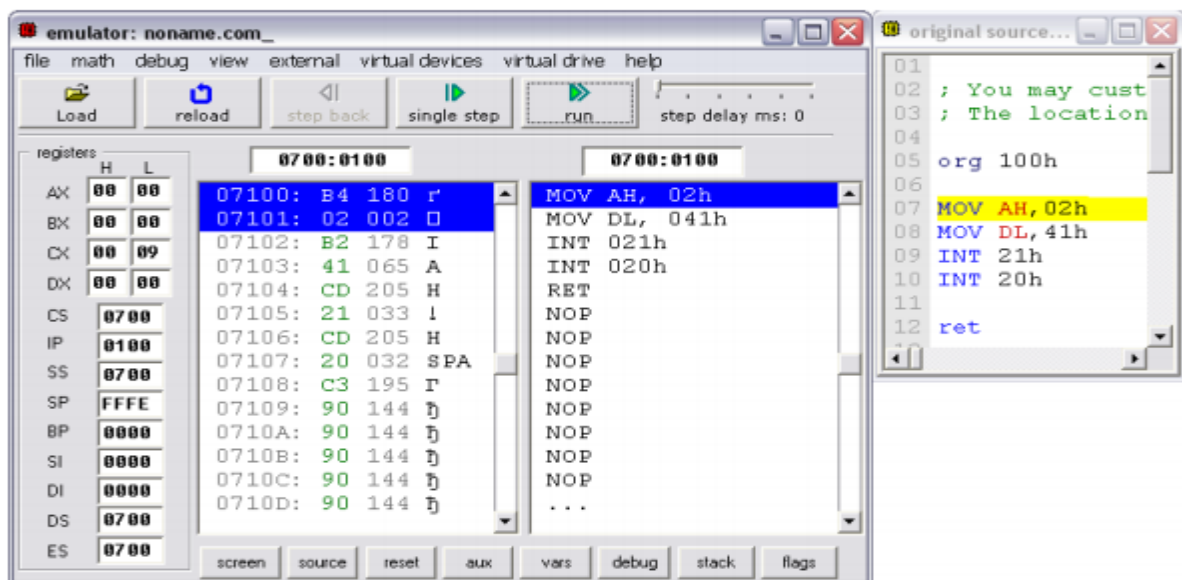 emulator: noname.com_
file math debug view external virtual devices virtual drive help
Load reload step back single step run step delay ms: 0
registers
H L
0700:0100 0700:0100
AX 00 00
BX 00 00
CX 00 09
DX 00 00
CS 0700
IP 0100
SS 0700
SP FFFE
BP 0000
SI 0000
DI 0000
DS 0700
ES 0700
07100: B4 180 ґ
07101: 02 002
07102: B2 178 І
07103: 41 065 A
07104: CD 205 Н
07105: 21 033 !
07106: CD 205 Н
07107: 20 032 SPA
07108: C3 195 Г
07109: 90 144 ђ
0710A: 90 144 ђ
0710B: 90 144 ђ
0710C: 90 144 ђ
0710D: 90 144 ђ
MOV AH, 02h
MOV DL, 041h
INT 021h
INT 020h
RET
NOP
NOP
NOP
NOP
NOP
NOP
NOP
NOP
...
screen source reset aux vars debug stack flags
original source...
01
02 ; You may cust
03 ; The location
04
05 org 100h
06
07 MOV AH,02h
08 MOV DL,41h
09 INT 21h
10 INT 20h
11
12 ret